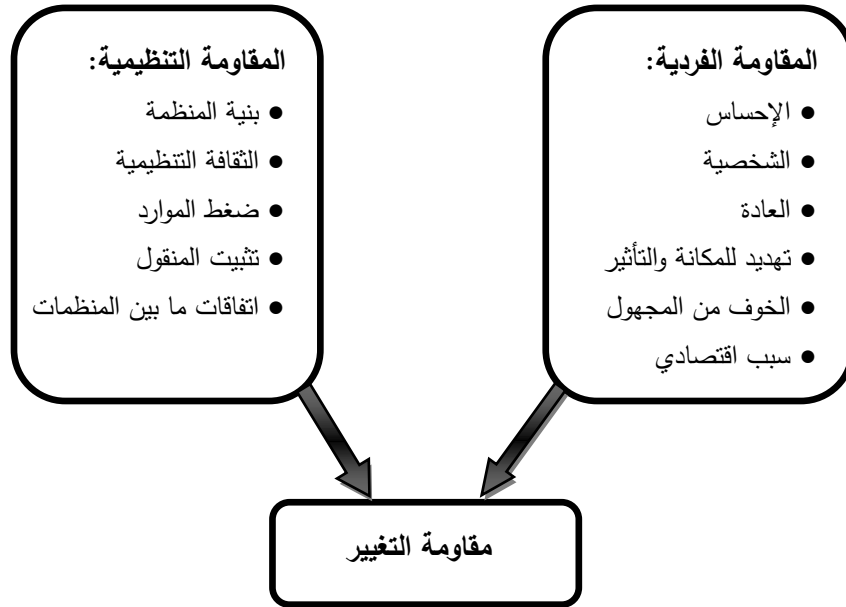 المقاومة الفردية:
● الإحساس
● الشخصية
● العادة
● تهديد للمكانة والتأثير
● الخوف من المجهول
● سبب اقتصادي
المقاومة التنظيمية:
● بنية المنظمة
● الثقافة التنظيمية
● ضغط الموارد
● تثبيت المنقول
● اتفاقات ما بين المنظمات
مقاومة التغيير